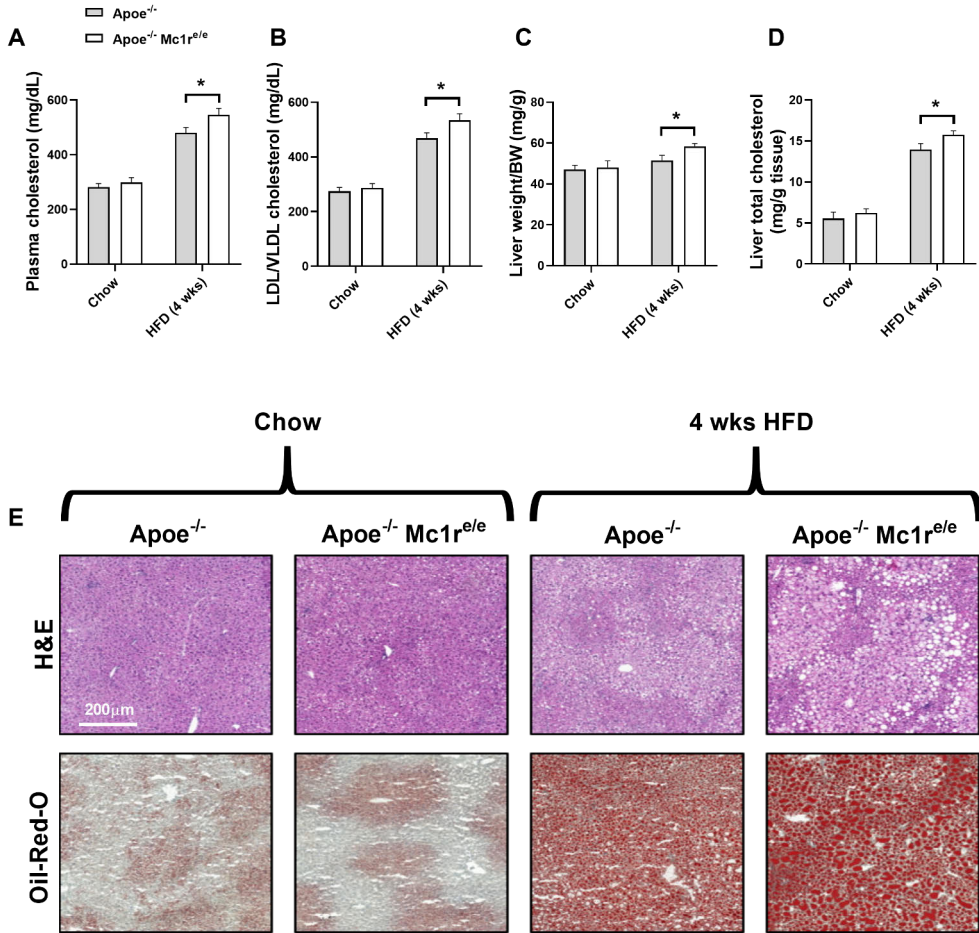 Apoe-/-
Apoe-/- Mc1re/e
A
Plasma cholesterol (mg/dL)
600
400
200
0
Chow
HFD (4 wks)
*
B
LDL/VLDL cholesterol (mg/dL)
600
400
200
0
Chow
HFD (4 wks)
*
C
Liver weight/BW (mg/g)
80
60
40
20
0
Chow
HFD (4 wks)
*
D
Liver total cholesterol
(mg/g tissue)
20
15
10
5
0
Chow
HFD (4 wks)
*
Chow
4 wks HFD
E
Apoe-/-
Apoe-/- Mc1re/e
Apoe-/-
Apoe-/- Mc1re/e
H&E
200μm
Oil-Red-O